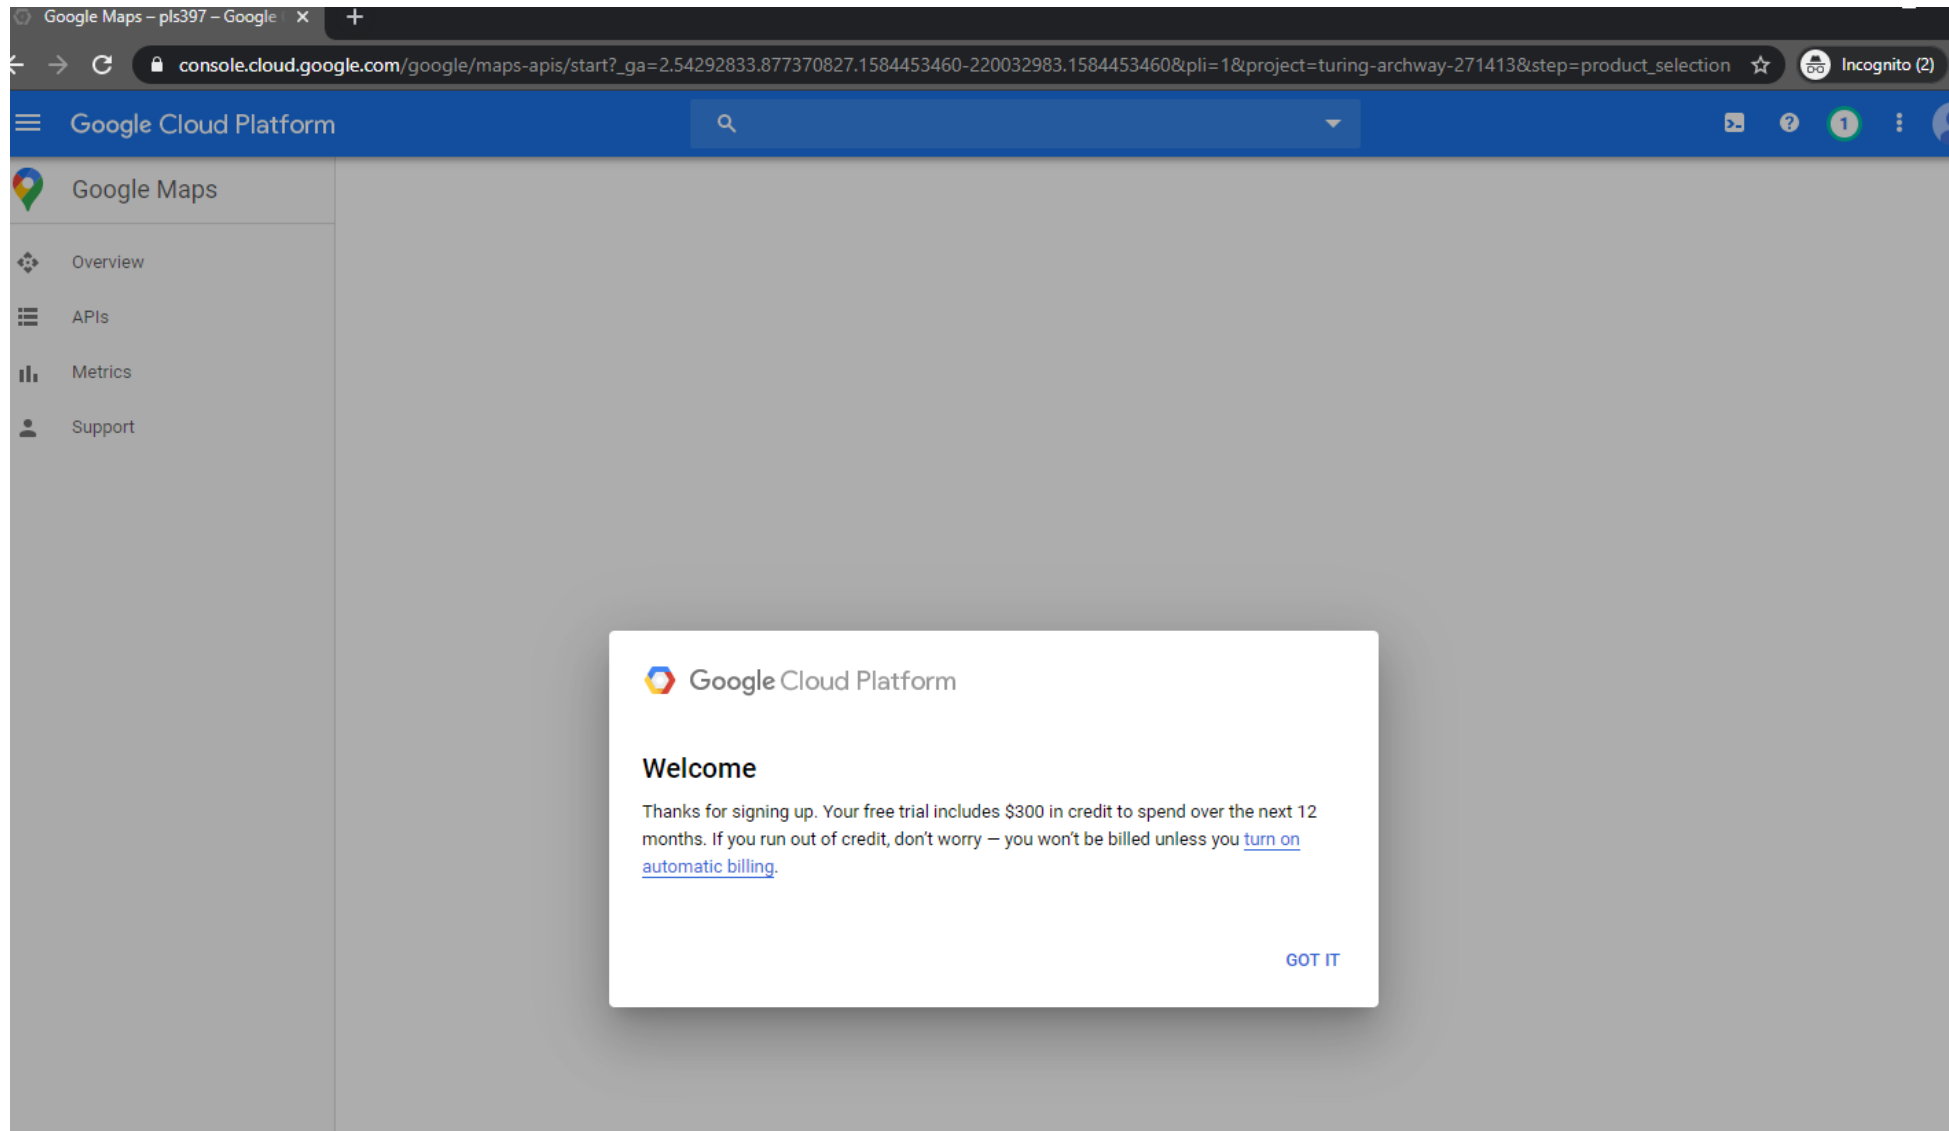 Google Maps – pls397 – Google
console.cloud.google.com/google/maps-apis/start?_ga=2.54292833.877370827.1584453460-220032983.1584453460&pli=1&project=turing-archway-271413&step=product_selection
Incognito (2)
Google Cloud Platform
1
Google Maps
Overview
APIs
Metrics
Support
Google Cloud Platform
Welcome
Thanks for signing up. Your free trial includes $300 in credit to spend over the next 12
months. If you run out of credit, don't worry — you won't be billed unless you turn on
automatic billing.
GOT IT